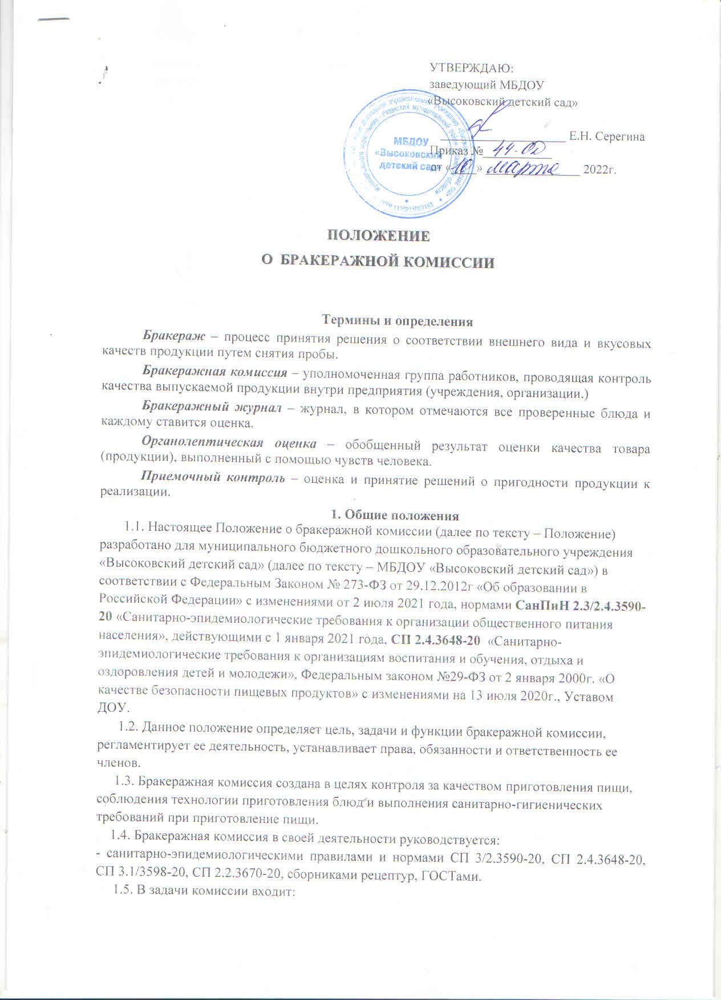 УТВЕРЖДАЮ:
заведующий МБДОУ
«Высоковский детский сад»
Е.Н. Серегина
Приказ № 44-ОД
от « » марта 2022г.
МБДОУ
«Высоковский
детский сад»
ПОЛОЖЕНИЕ
О БРАКЕРАЖНОЙ КОМИССИИ
Термины и определения
Бракераж – процесс принятия решения о соответствии внешнего вида и вкусовых
качеств продукции путем снятия пробы.
Бракеражная комиссия – уполномоченная группа работников, проводящая контроль
качества выпускаемой продукции внутри предприятия (учреждения, организации.)
Бракеражный журнал – журнал, в котором отмечаются все проверенные блюда и
каждому ставится оценка.
Органолептическая оценка – обобщенный результат оценки качества товара
(продукции), выполненный с помощью чувств человека.
Приемочный контроль – оценка и принятие решений о пригодности продукции к
реализации.
1. Общие положения
1.1. Настоящее Положение о бракеражной комиссии (далее по тексту – Положение)
разработано для муниципального бюджетного дошкольного образовательного учреждения
«Высоковский детский сад» (далее по тексту – МБДОУ «Высоковский детский сад») в
соответствии с Федеральным Законом № 273-ФЗ от 29.12.2012г «Об образовании в
Российской Федерации» с изменениями от 2 июля 2021 года, нормами СанПиН 2.3/2.4.3590-
20 «Санитарно-эпидемиологические требования к организации общественного питания
населения», действующими с 1 января 2021 года, СП 2.4.3648-20 «Санитарно-
эпидемиологические требования к организациям воспитания и обучения, отдыха и
оздоровления детей и молодежи», Федеральным законом №29-ФЗ от 2 января 2000г. «О
качестве безопасности пищевых продуктов» с изменениями на 13 июля 2020г., Уставом
ДОУ.
1.2. Данное положение определяет цель, задачи и функции бракеражной комиссии,
регламентирует ее деятельность, устанавливает права, обязанности и ответственность ее
членов.
1.3. Бракеражная комиссия создана в целях контроля за качеством приготовления пищи,
соблюдения технологии приготовления блюд и выполнения санитарно-гигиенических
требований при приготовление пищи.
1.4. Бракеражная комиссия в своей деятельности руководствуется:
- санитарно-эпидемиологическими правилами и нормами СП 3/2.3590-20, СП 2.4.3648-20,
СП 3.1/3598-20, СП 2.2.3670-20, сборниками рецептур, ГОСТами.
1.5. В задачи комиссии входит: